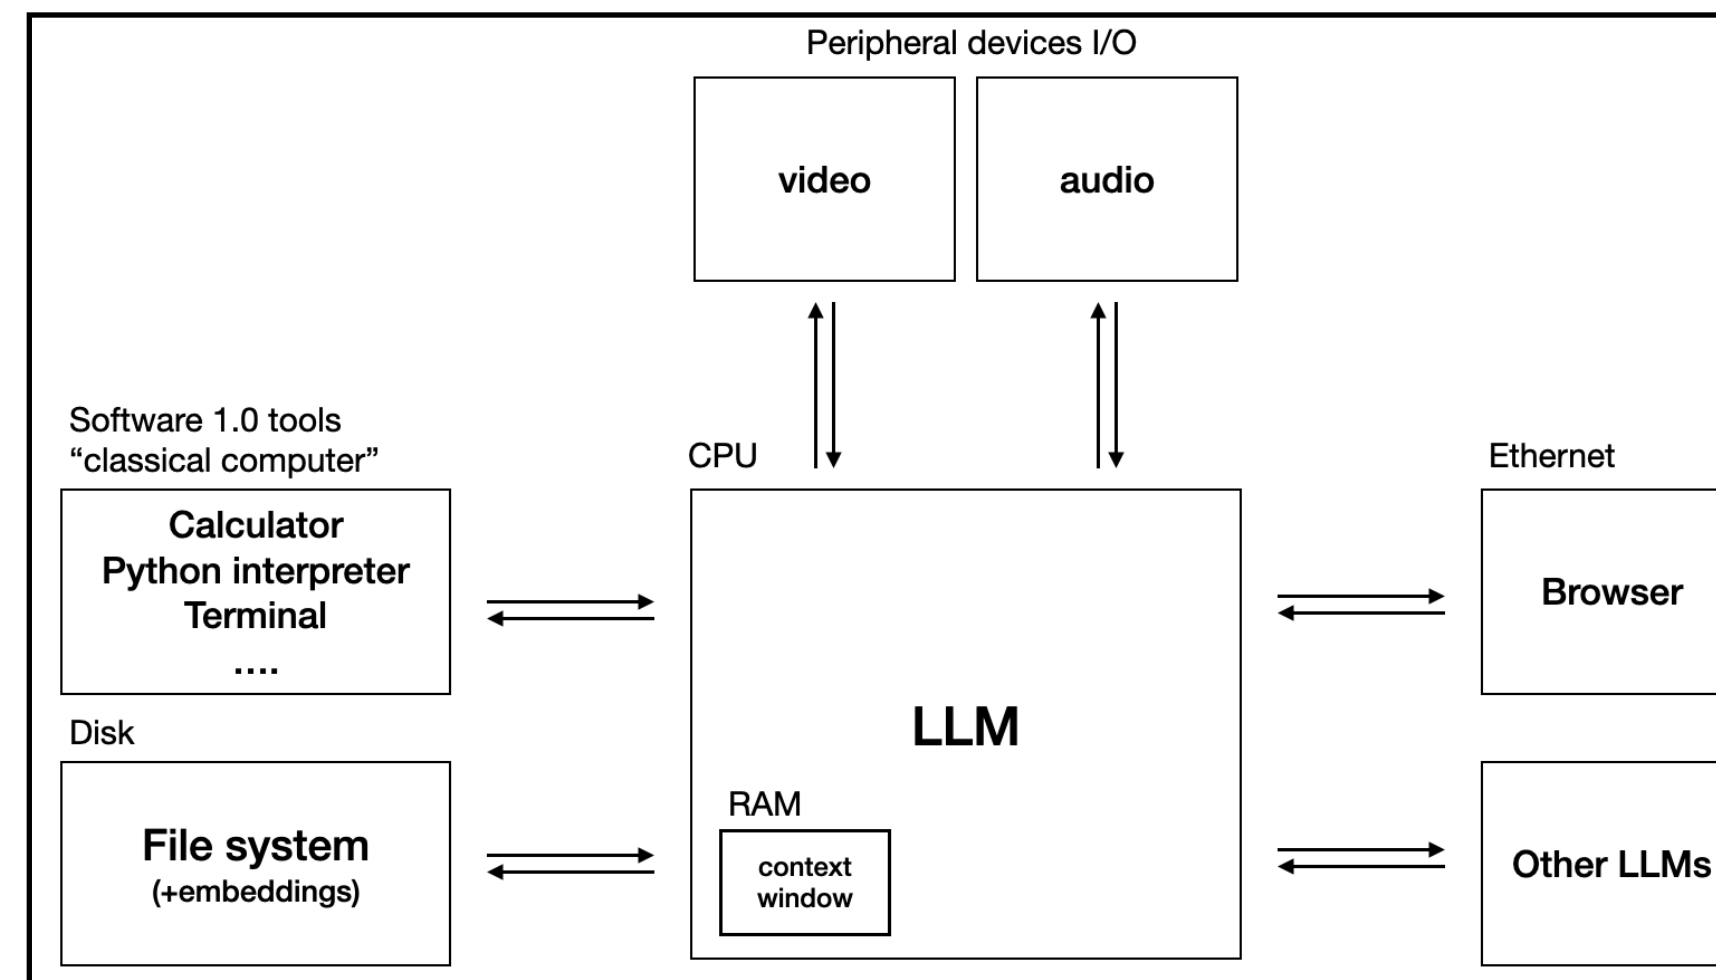 Peripheral devices I/O
video
audio
Software 1.0 tools
“classical computer”
Calculator
Python interpreter
Terminal
....
CPU
LLM
RAM
context
window
Ethernet
Browser
Disk
File system
(+embeddings)
Other LLMs